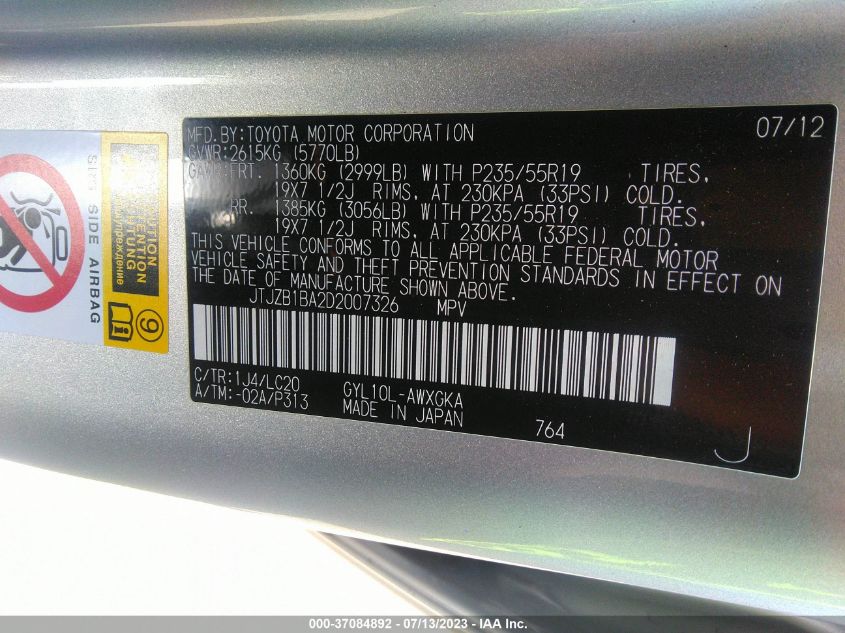 MFD.BY:TOYOTA MOTOR CORPORATION 07/12
GVWR:2615KG (5770LB)
GAWR:FRT. 1360KG (2999LB) WITH P235/55R19 TIRES,
19X7 1/2J RIMS, AT 230KPA (33PSI) COLD.
RR. 1385KG (3056LB) WITH P235/55R19 TIRES,
19X7 1/2J RIMS, AT 230KPA (33PSI) COLD.
THIS VEHICLE CONFORMS TO ALL APPLICABLE FEDERAL MOTOR
VEHICLE SAFETY AND THEFT PREVENTION STANDARDS IN EFFECT ON
THE DATE OF MANUFACTURE SHOWN ABOVE.
JTJZB1BA2D2007326 MPV
C/TR:1J4/LC20 GYL10L-AWXGKA
A/TM:-02A/P313 MADE IN JAPAN
764
J
SRS SIDE AIRBAG
CAUTION
ATTENTION
ACHTUNG
9
000-37084892 - 07/13/2023 - IAA Inc.